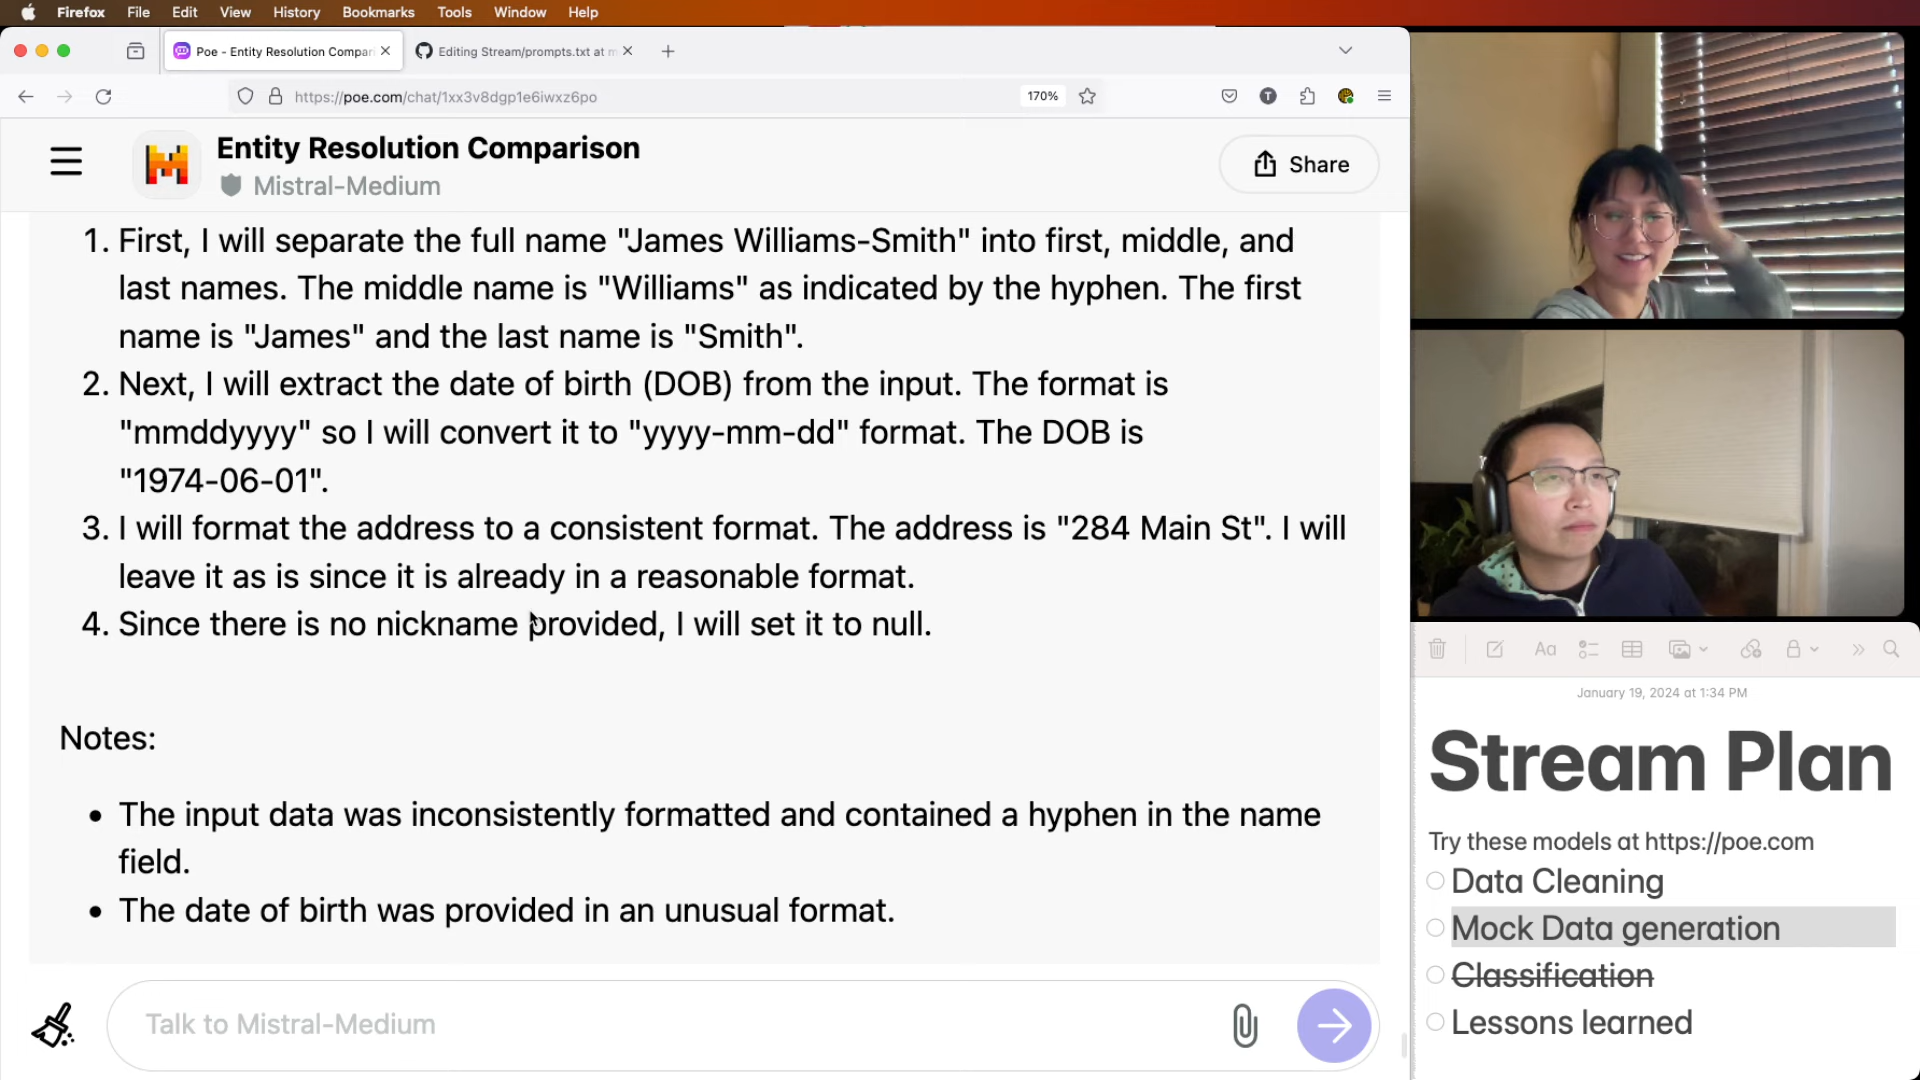 Firefox File Edit View History Bookmarks Tools Window Help
Poe - Entity Resolution Compari
Editing Stream/prompts.txt at m
https://poe.com/chat/1xx3v8dgp1e6iwxz6po
170%
T
Entity Resolution Comparison
Mistral-Medium
Share
1. First, I will separate the full name "James Williams-Smith" into first, middle, and
last names. The middle name is "Williams" as indicated by the hyphen. The first
name is "James" and the last name is "Smith".
2. Next, I will extract the date of birth (DOB) from the input. The format is
"mmddyyyy" so I will convert it to "yyyy-mm-dd" format. The DOB is
"1974-06-01".
3. I will format the address to a consistent format. The address is "284 Main St". I will
leave it as is since it is already in a reasonable format.
4. Since there is no nickname provided, I will set it to null.
Notes:
• The input data was inconsistently formatted and contained a hyphen in the name
field.
• The date of birth was provided in an unusual format.
Talk to Mistral-Medium
Aa
January 19, 2024 at 1:34 PM
Stream Plan
Try these models at https://poe.com
Data Cleaning
Mock Data generation
Classification
Lessons learned